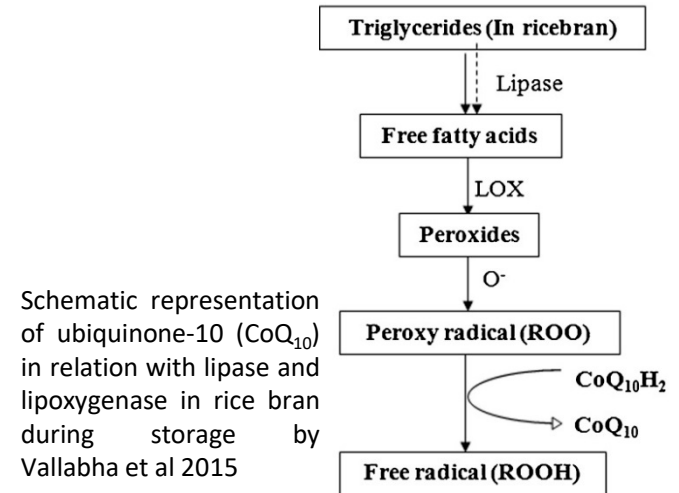 Triglycerides (In ricebran)
Lipase
Free fatty acids
LOX
Peroxides
O-
Peroxy radical (ROO)
CoQ10H2
CoQ10
Free radical (ROOH)
Schematic representation
of ubiquinone-10 (CoQ10)
in relation with lipase and
lipoxygenase in rice bran
during storage by
Vallabha et al 2015